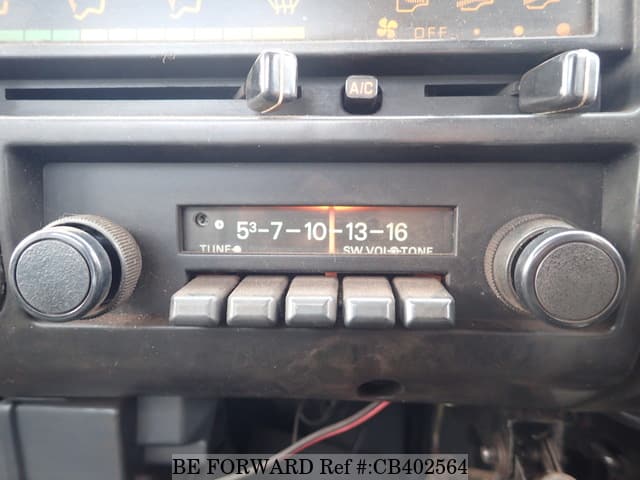 OFF
A/C
5³-7-10-13-16
TUNE SW.VOL TONE
BE FORWARD Ref #:CB402564